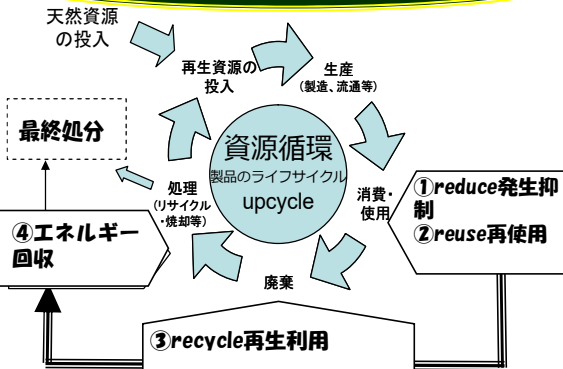 天然資源
の投入
再生資源の
投入
生産
(製造、流通等)
最終処分
資源循環
製品のライフサイクル
upcycle
処理
(リサイクル
・焼却等)
消費・
使用
①reduce発生抑
制
②reuse再使用
④エネルギー
回収
廃棄
③recycle再生利用